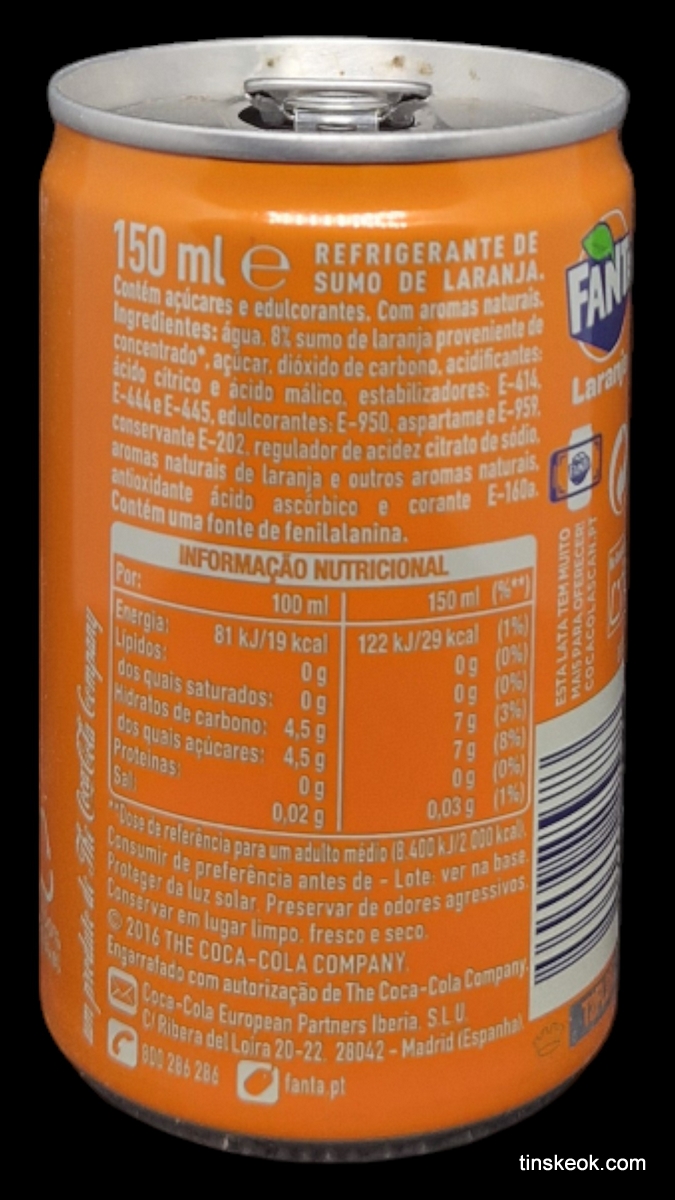 150 ml e REFRIGERANTE DE
SUMO DE LARANJA.
Contém açúcares e edulcorantes. Com aromas naturais.
Ingredientes: água, 8% sumo de laranja proveniente de
concentrado*, açúcar, dióxido de carbono, acidificantes:
ácido cítrico e ácido málico, estabilizadores: E-414,
E-444 e E-445, edulcorantes: E-950, aspartame e E-959,
conservante E-202, regulador de acidez citrato de sódio,
aromas naturais de laranja e outros aromas naturais,
antioxidante ácido ascórbico e corante E-160a.
Contém uma fonte de fenilalanina.
INFORMAÇÃO NUTRICIONAL
Por: 100 ml 150 ml (%**)
Energia: 81 kJ/19 kcal 122 kJ/29 kcal (1%)
Lípidos: 0 g 0 g (0%)
dos quais saturados: 0 g 0 g (0%)
Hidratos de carbono: 4,5 g 7 g (3%)
dos quais açúcares: 4,5 g 7 g (8%)
Proteínas: 0 g 0 g (0%)
Sal: 0,02 g 0,03 g (1%)
**Dose de referência para um adulto médio (8.400 kJ/2.000 kcal).
Consumir de preferência antes de - Lote: ver na base.
Proteger da luz solar. Preservar de odores agressivos.
Conservar em lugar limpo, fresco e seco.
© 2016 THE COCA-COLA COMPANY.
Engarrafado com autorização de The Coca-Cola Company.
Coca-Cola European Partners Iberia, S.L.U.
C/ Ribera del Loira 20-22. 28042 - Madrid (Espanha).
800 286 286 fanta.pt
um produto de The Coca-Cola Company
FANTA
Laranja
ESTA LATA TEM MUITO
MAIS PARA OFERECER!
COCACOLASCAN.PT
tinskeok.com